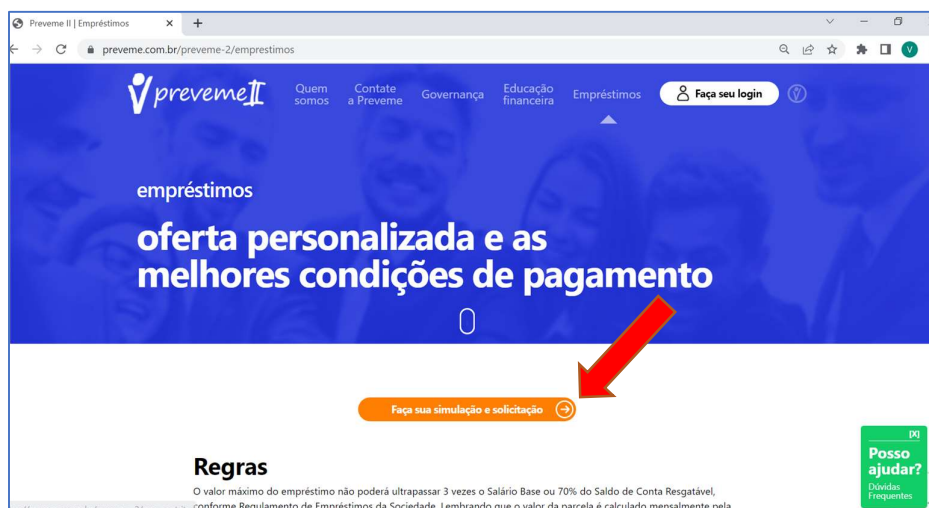 Preveme II | Empréstimos
preveme.com.br/preveme-2/emprestimos
V
prevemeII
Quem somos
Contate a Preveme
Governança
Educação financeira
Empréstimos
Faça seu login
empréstimos
oferta personalizada e as
melhores condições de pagamento
Faça sua simulação e solicitação
Regras
O valor máximo do empréstimo não poderá ultrapassar 3 vezes o Salário Base ou 70% do Saldo de Conta Resgatável,
conforme Regulamento de Empréstimos da Sociedade. Lembrando que o valor da parcela é calculado mensalmente pela
[X]
Posso
ajudar?
Dúvidas
Frequentes